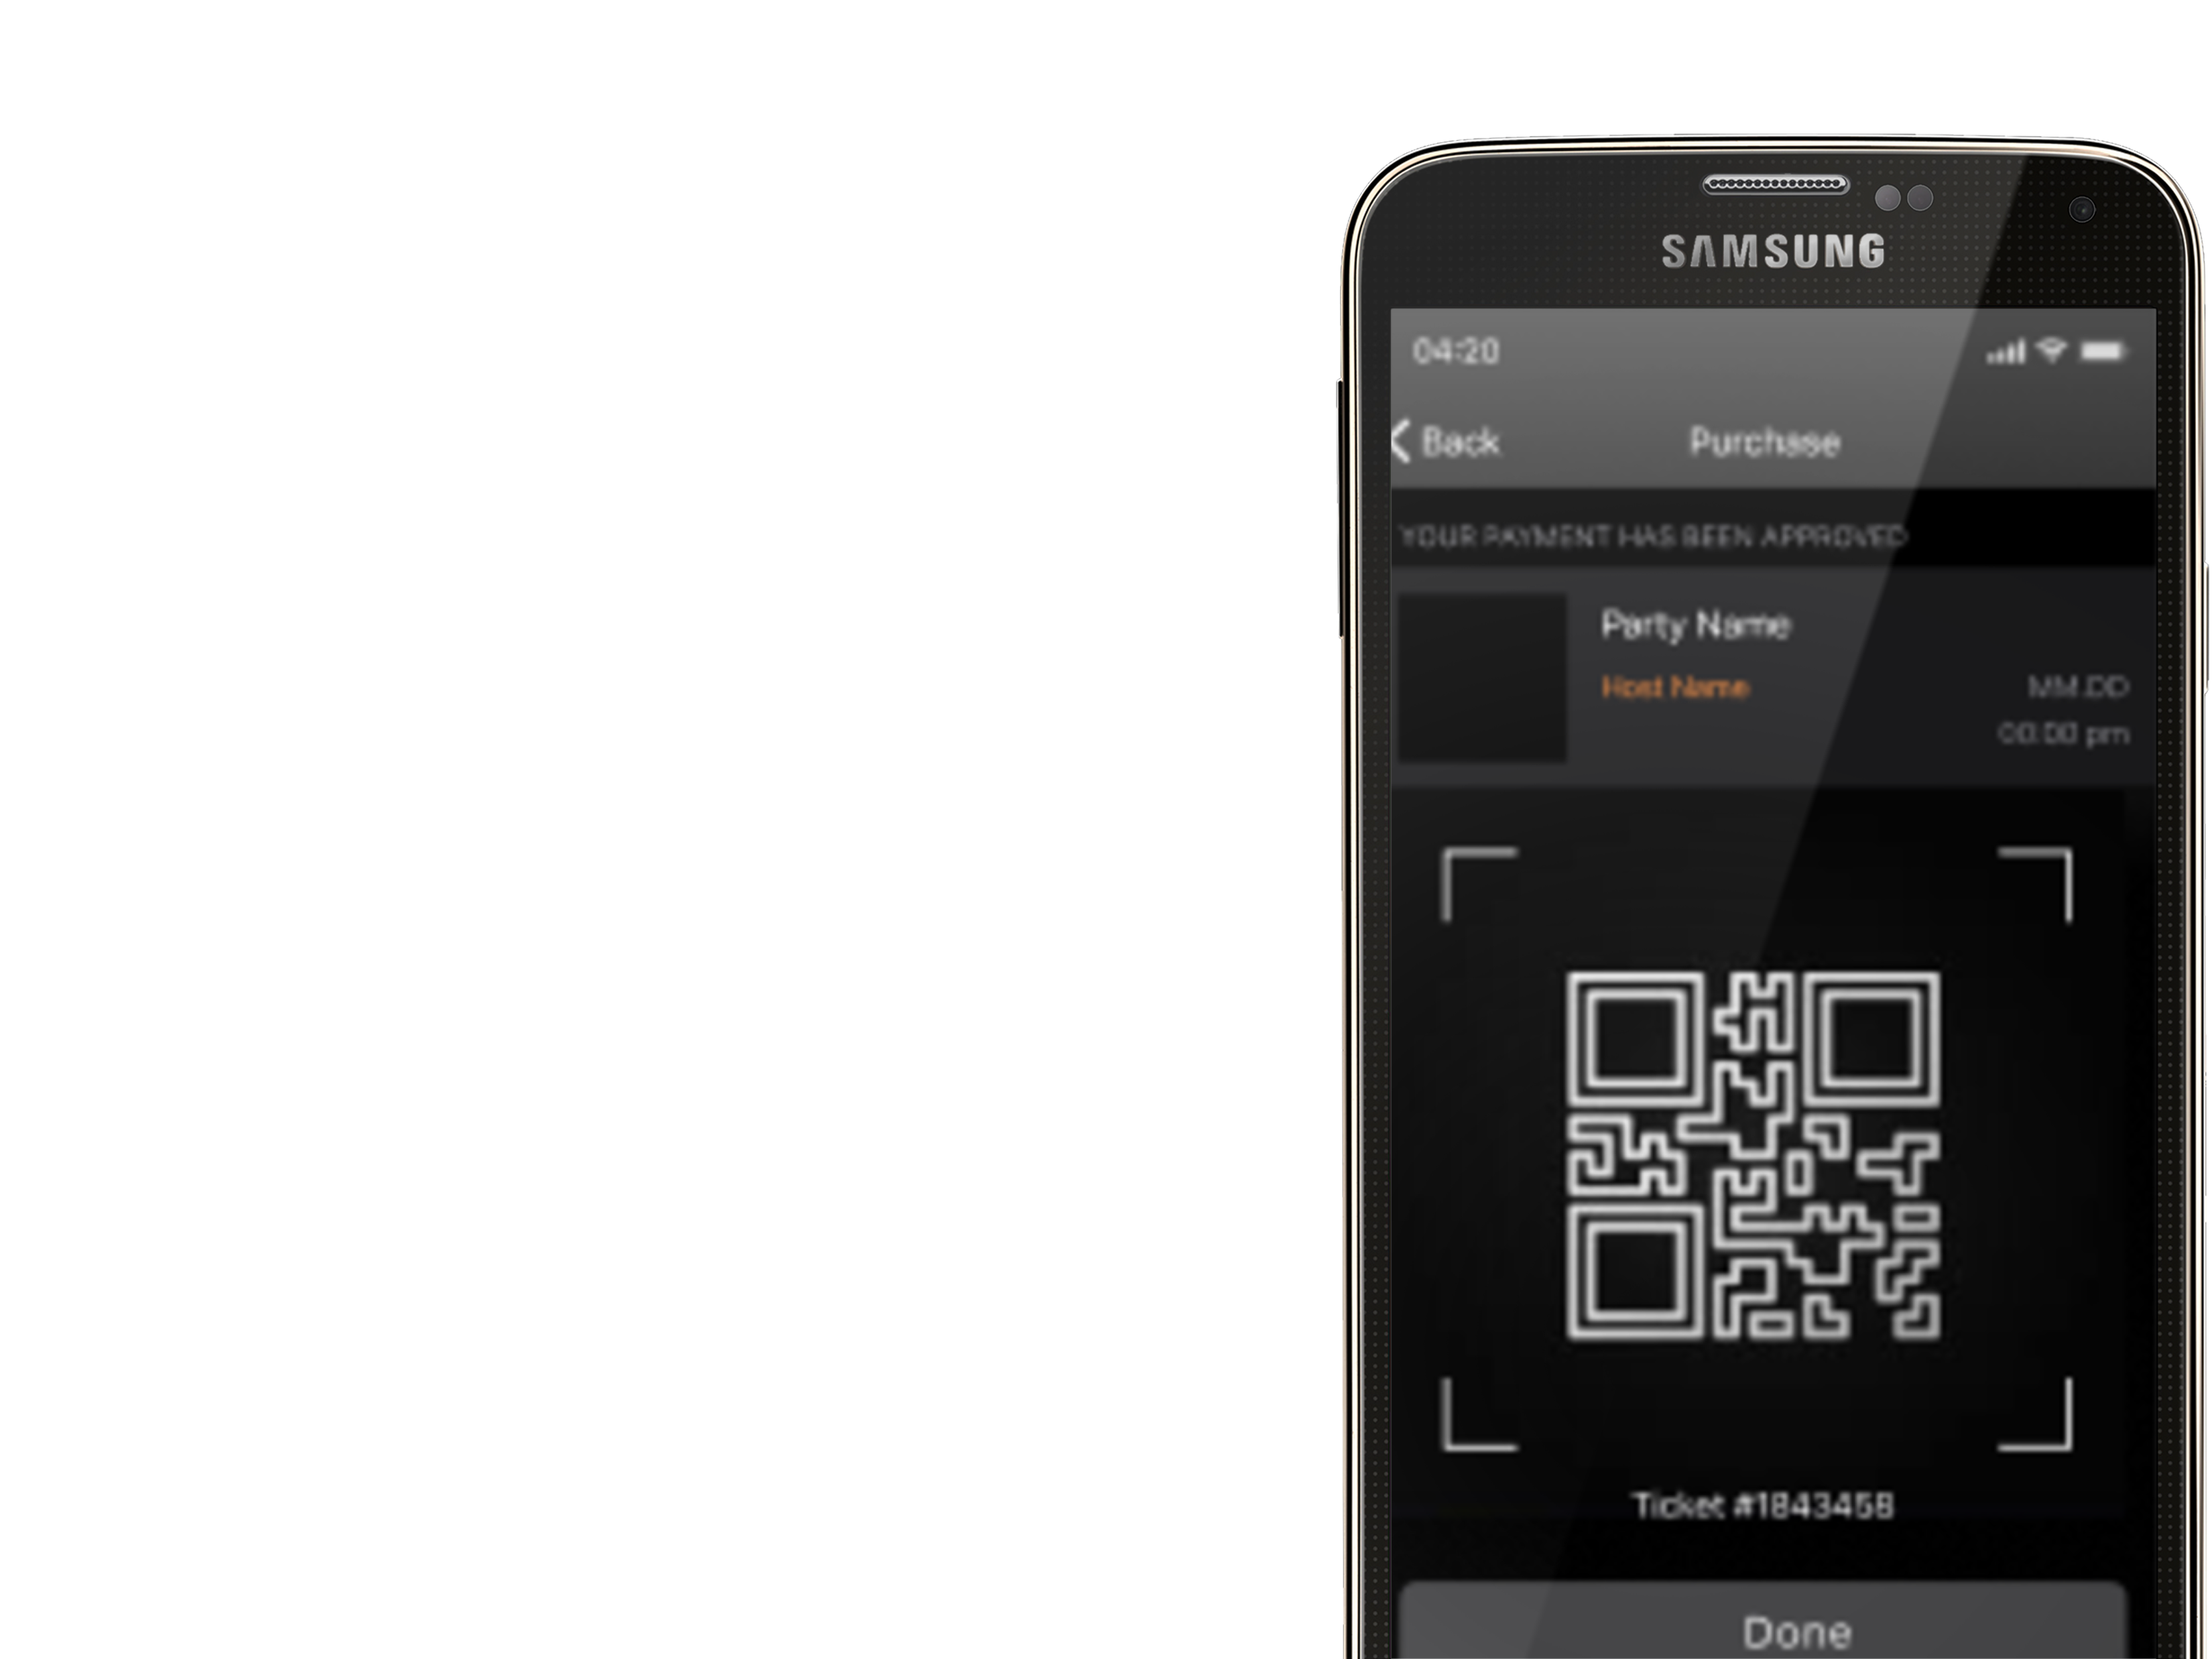 SAMSUNG
04:20
Back
Purchase
YOUR PAYMENT HAS BEEN APPROVED
Party Name
Host Name
MM.DD
00:00 pm
Ticket #1843458
Done